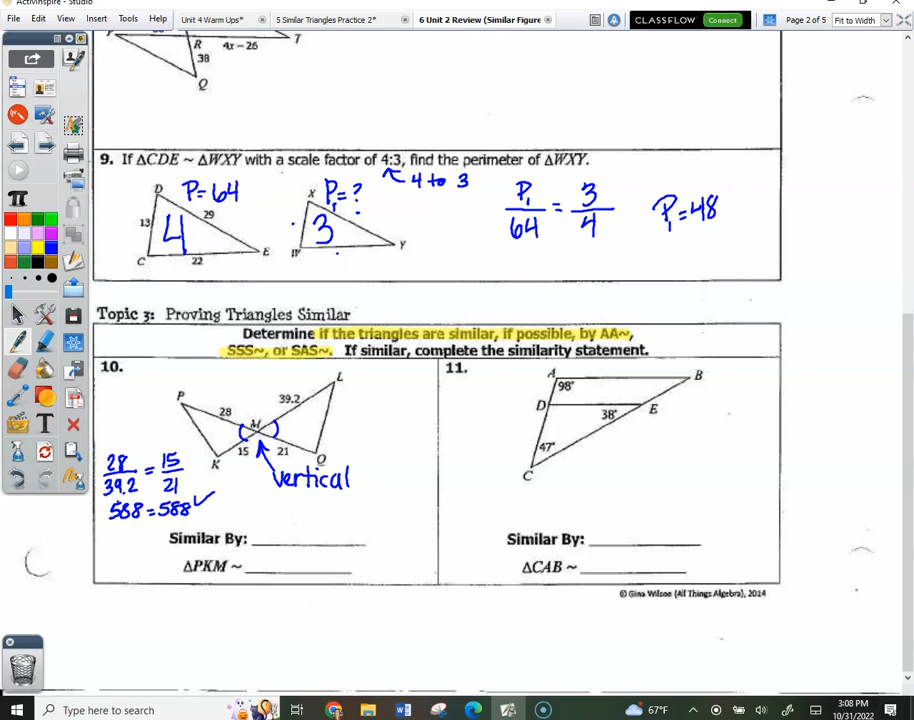 ActivInspire - Studio
File Edit View Insert Tools Help
Unit 4 Warm Ups* 5 Similar Triangles Practice 2* 6 Unit 2 Review (Similar Figure
CLASSFLOW Connect Page 2 of 5 Fit to Width
R 4x − 26 T
38
Q
9. If ΔCDE ~ ΔWXY with a scale factor of 4:3, find the perimeter of ΔWXY.
4 to 3
D P=64 X P₁=?
13 4 29 3
C 22 E W Y
P₁/64 = 3/4 P₁=48
Topic 3: Proving Triangles Similar
Determine if the triangles are similar, if possible, by AA~,
SSS~, or SAS~. If similar, complete the similarity statement.
10.
P 28 M 39.2 L
K 15 21 Q
vertical
28/39.2 = 15/21
588 = 588 ✓
Similar By: ____________
ΔPKM ~ ____________
11.
A 98° B
D 38° E
47°
C
Similar By: ____________
ΔCAB ~ ____________
© Gina Wilson (All Things Algebra), 2014
Type here to search
67°F
3:08 PM
10/31/2022